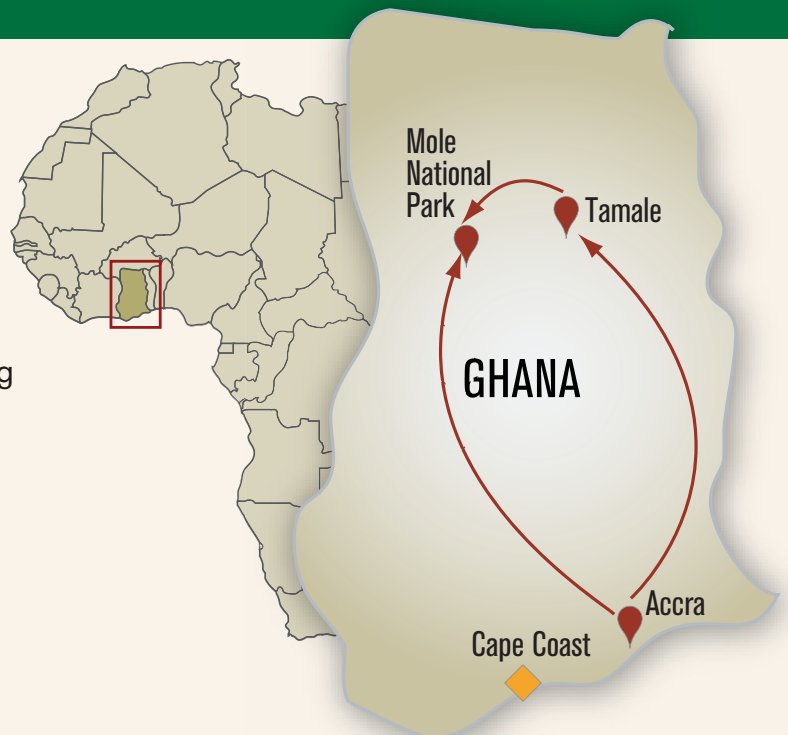 Mole
National
Park
Tamale
g
GHANA
Accra
Cape Coast